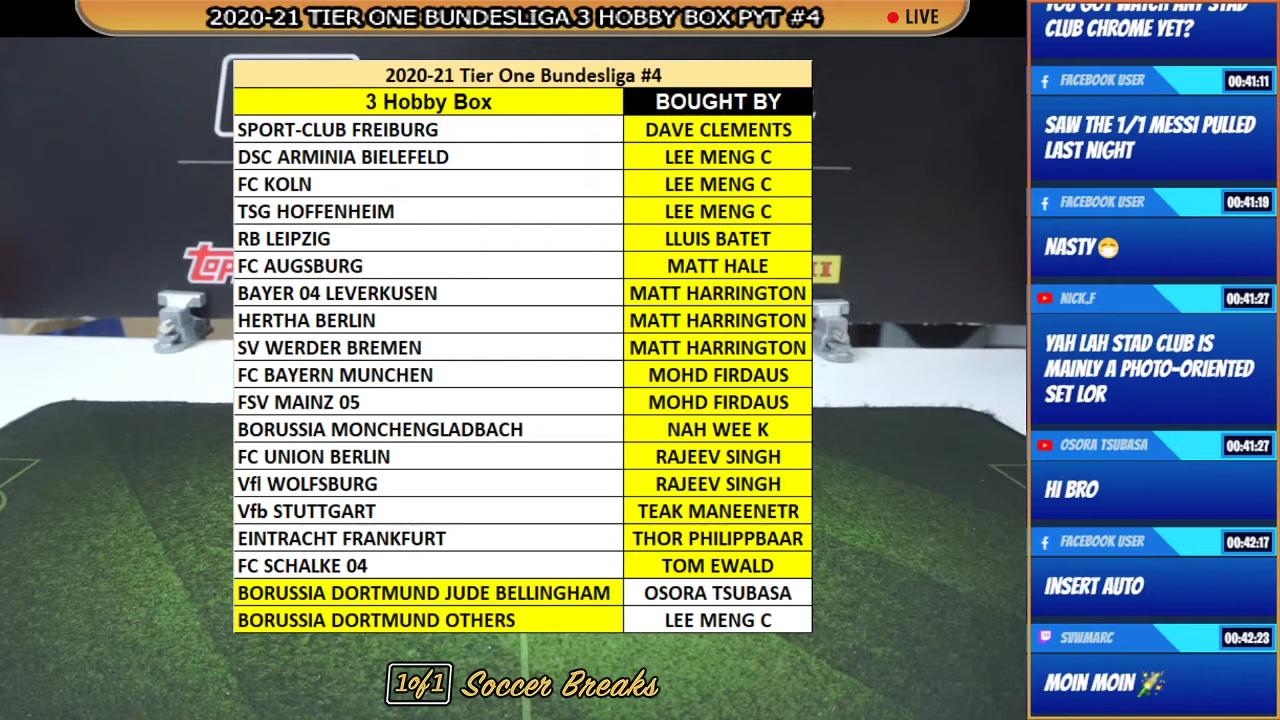 2020-21 TIER ONE BUNDESLIGA 3 HOBBY BOX PYT #4
LIVE
2020-21 Tier One Bundesliga #4
3 Hobby Box BOUGHT BY
SPORT-CLUB FREIBURG DAVE CLEMENTS
DSC ARMINIA BIELEFELD LEE MENG C
FC KOLN LEE MENG C
TSG HOFFENHEIM LEE MENG C
RB LEIPZIG LLUIS BATET
FC AUGSBURG MATT HALE
BAYER 04 LEVERKUSEN MATT HARRINGTON
HERTHA BERLIN MATT HARRINGTON
SV WERDER BREMEN MATT HARRINGTON
FC BAYERN MUNCHEN MOHD FIRDAUS
FSV MAINZ 05 MOHD FIRDAUS
BORUSSIA MONCHENGLADBACH NAH WEE K
FC UNION BERLIN RAJEEV SINGH
Vfl WOLFSBURG RAJEEV SINGH
Vfb STUTTGART TEAK MANEENETR
EINTRACHT FRANKFURT THOR PHILIPPBAAR
FC SCHALKE 04 TOM EWALD
BORUSSIA DORTMUND JUDE BELLINGHAM OSORA TSUBASA
BORUSSIA DORTMUND OTHERS LEE MENG C
1of1 Soccer Breaks
YOU GOT WATCH ANY STAD
CLUB CHROME YET?
FACEBOOK USER 00:41:11
SAW THE 1/1 MESSI PULLED
LAST NIGHT
FACEBOOK USER 00:41:19
NASTY😷
NICK.F 00:41:27
YAH LAH STAD CLUB IS
MAINLY A PHOTO-ORIENTED
SET LOR
OSORA TSUBASA 00:41:27
HI BRO
FACEBOOK USER 00:42:17
INSERT AUTO
SVWMARC 00:42:23
MOIN MOIN 🎉